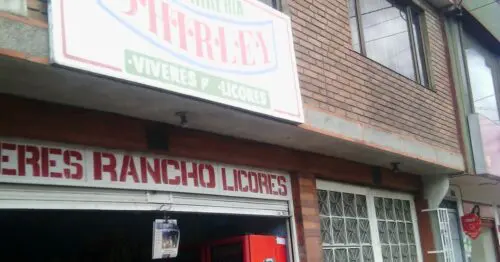 SHIRLEY
·VIVERES Y LICORES·
ERES RANCHO LICORES